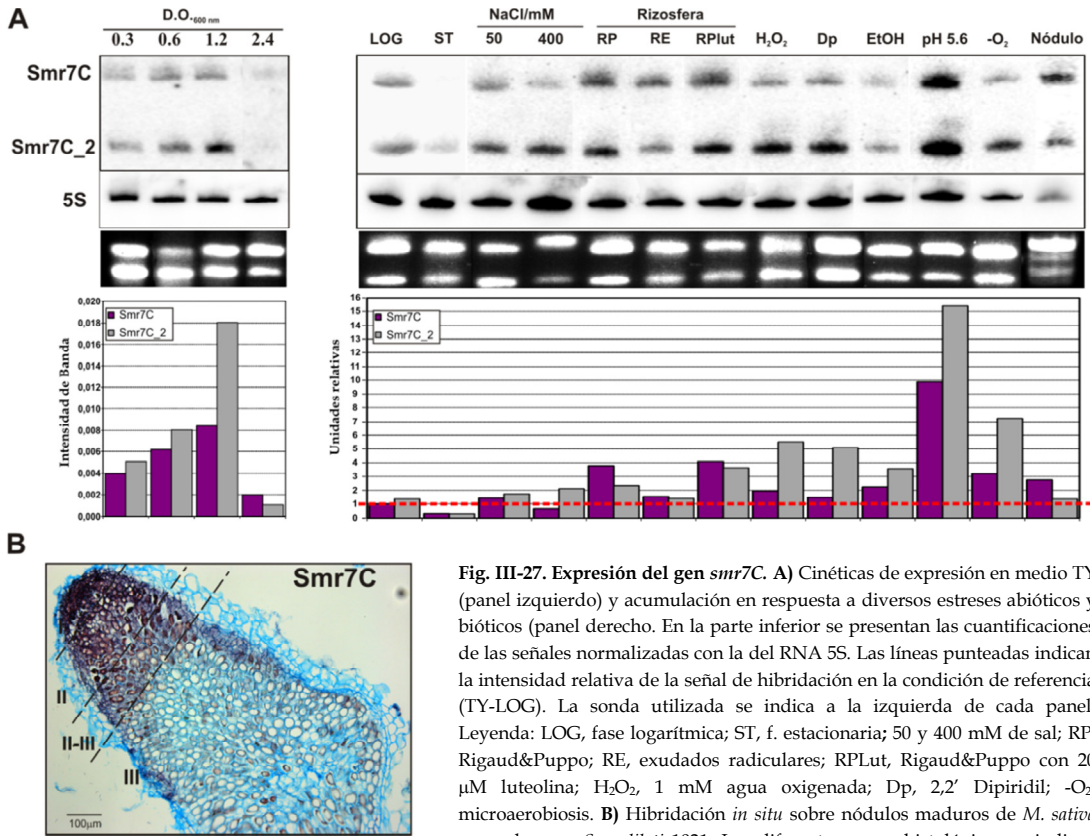 A
D.O.600 nm
0.3 0.6 1.2 2.4
NaCl/mM
Rizosfera
LOG ST 50 400 RP RE RPlut H₂O₂ Dp EtOH pH 5.6 -O₂ Nódulo
Smr7C
Smr7C_2
5S
Intensidad de Banda
0,020
0,018
0,016
0,014
0,012
0,010
0,008
0,006
0,004
0,002
0,000
Smr7C
Smr7C_2
Unidades relativas
16
15
14
13
12
11
10
9
8
7
6
5
4
3
2
1
0
Smr7C
Smr7C_2
B
Smr7C
II
II-III
III
100µm
Fig. III-27. Expresión del gen smr7C. A) Cinéticas de expresión en medio TY
(panel izquierdo) y acumulación en respuesta a diversos estreses abióticos y
bióticos (panel derecho. En la parte inferior se presentan las cuantificaciones
de las señales normalizadas con la del RNA 5S. Las líneas punteadas indican
la intensidad relativa de la señal de hibridación en la condición de referencia
(TY-LOG). La sonda utilizada se indica a la izquierda de cada panel.
Leyenda: LOG, fase logarítmica; ST, f. estacionaria; 50 y 400 mM de sal; RP,
Rigaud&Puppo; RE, exudados radiculares; RPLut, Rigaud&Puppo con 20
µM luteolina; H₂O₂, 1 mM agua oxigenada; Dp, 2,2' Dipiridil; -O₂
microaerobiosis. B) Hibridación in situ sobre nódulos maduros de M. sativa